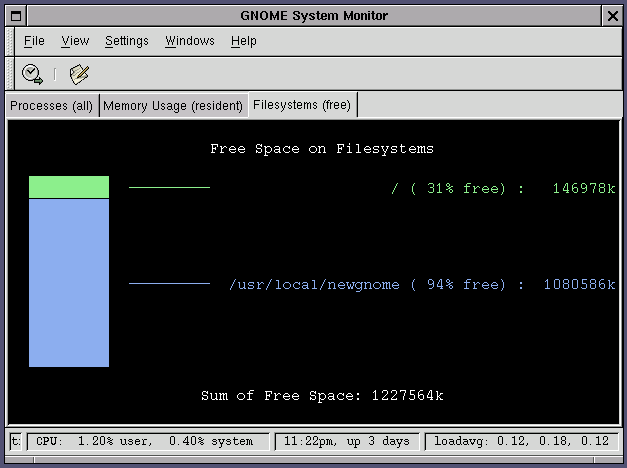 GNOME System Monitor
File View Settings Windows Help
Processes (all) Memory Usage (resident) Filesystems (free)
Free Space on Filesystems
/ ( 31% free) : 146978k
/usr/local/newgnome ( 94% free) : 1080586k
Sum of Free Space: 1227564k
t: CPU: 1.20% user, 0.40% system 11:22pm, up 3 days loadavg: 0.12, 0.18, 0.12